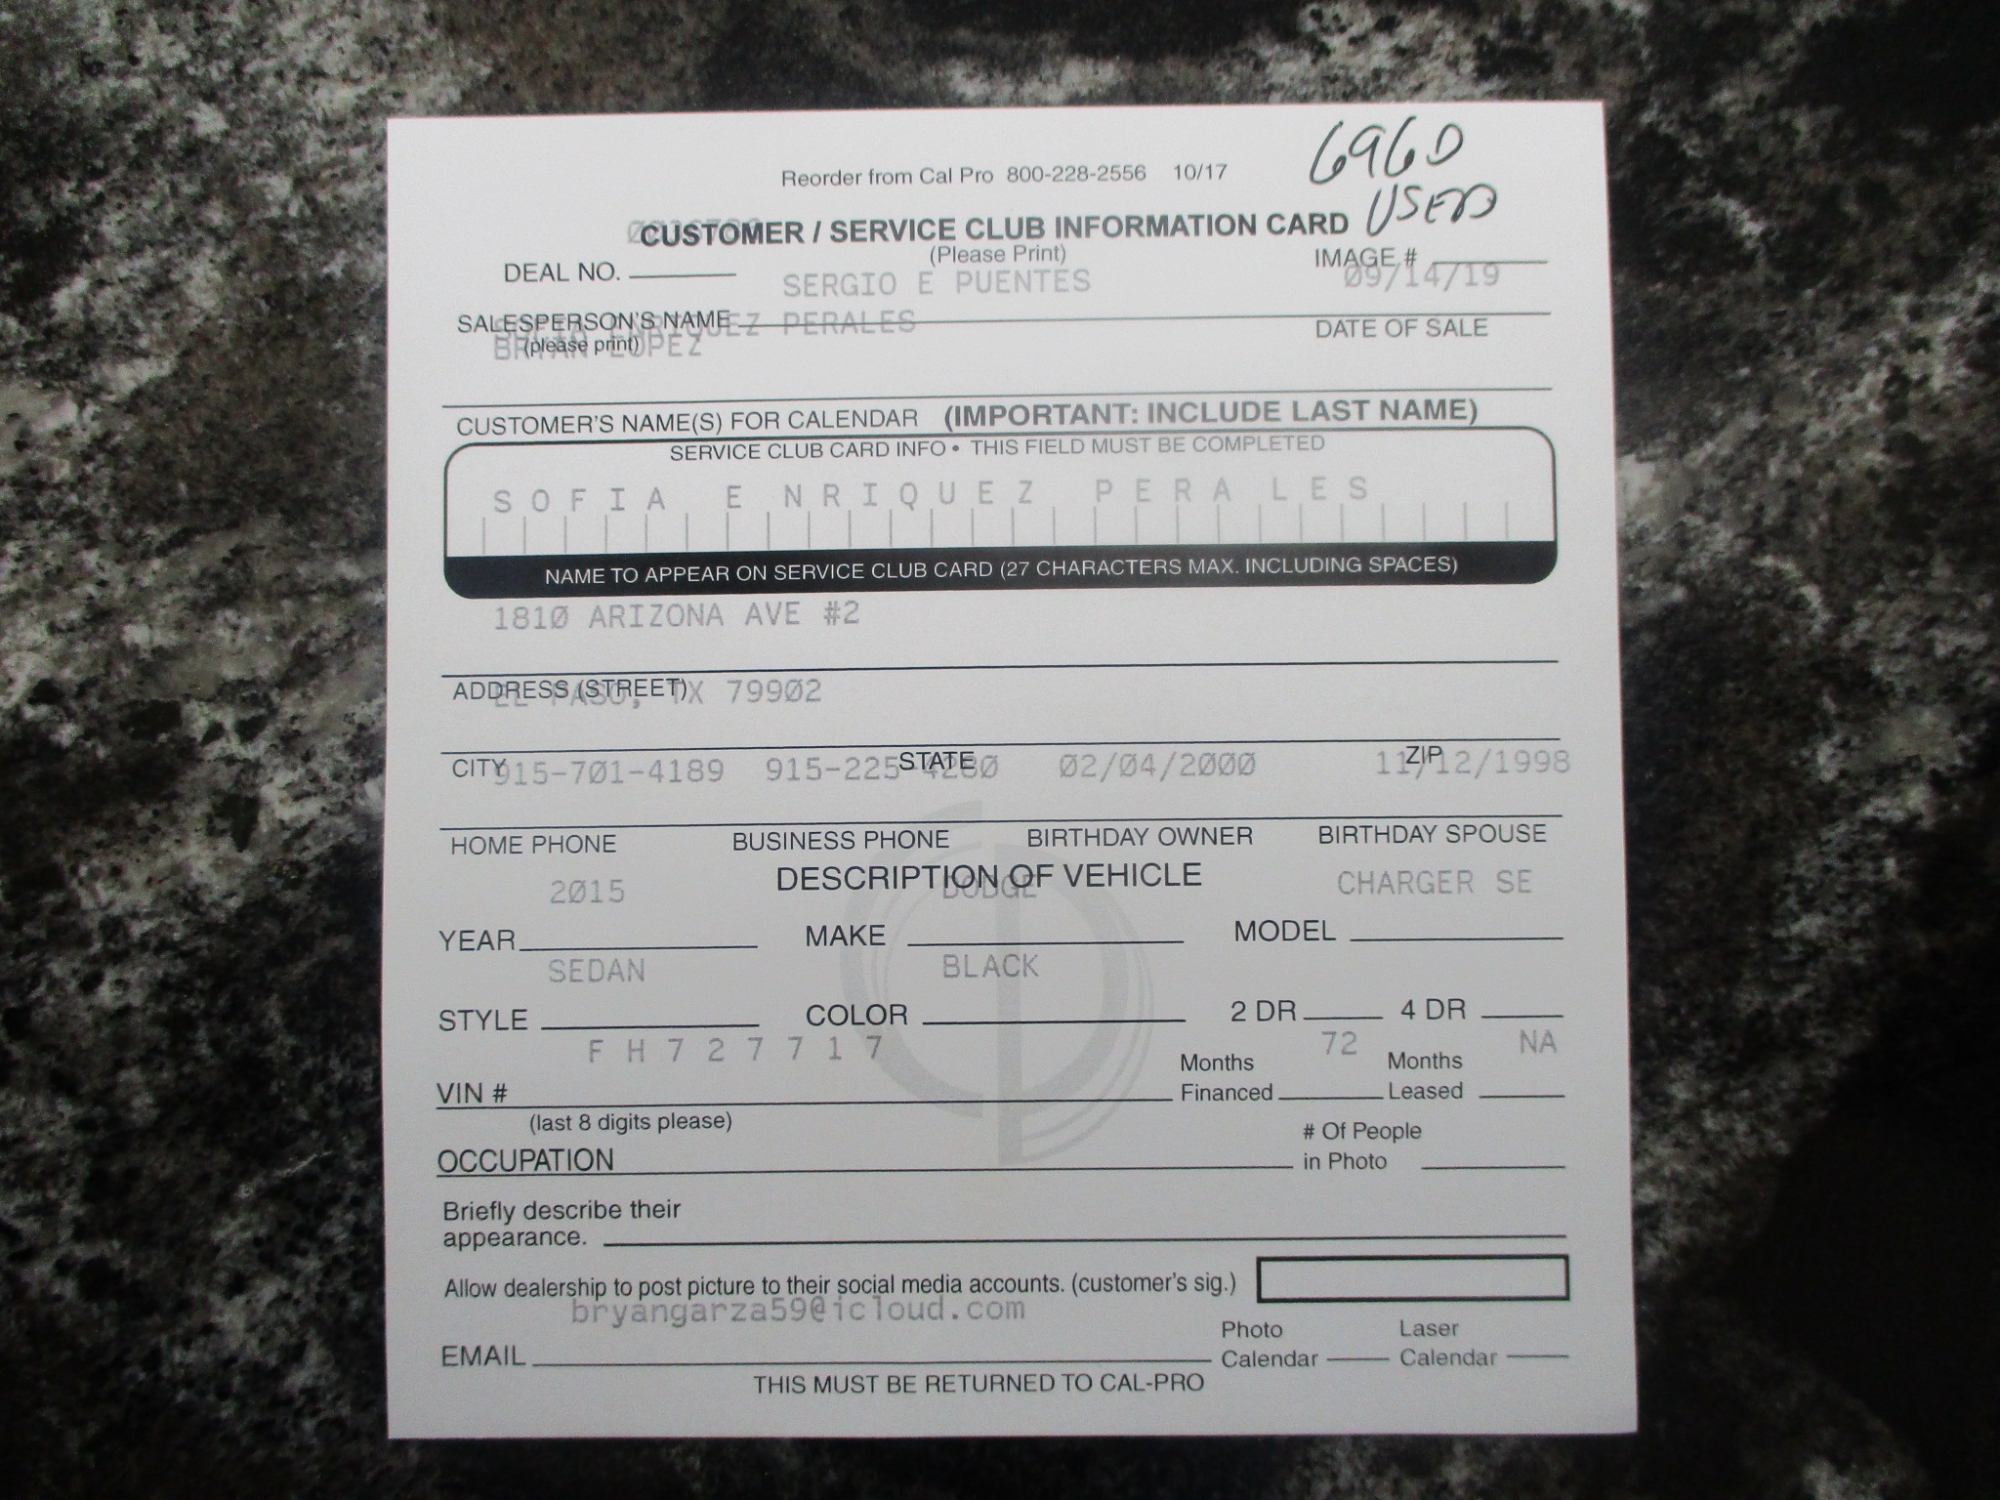 6960
USED
Reorder from Cal Pro 800-228-2556 10/17
CUSTOMER / SERVICE CLUB INFORMATION CARD
(Please Print)
DEAL NO.
IMAGE #
SERGIO E PUENTES
09/14/19
SALESPERSON'S NAME
(please print)
DATE OF SALE
SOFIA ENRIQUEZ PERALES
BRYAN LOPEZ
CUSTOMER'S NAME(S) FOR CALENDAR (IMPORTANT: INCLUDE LAST NAME)
SERVICE CLUB CARD INFO • THIS FIELD MUST BE COMPLETED
SOFIA ENRIQUEZ PERALES
NAME TO APPEAR ON SERVICE CLUB CARD (27 CHARACTERS MAX. INCLUDING SPACES)
1810 ARIZONA AVE #2
ADDRESS (STREET)
EL PASO, TX 79902
CITY STATE ZIP
915-701-4189 02/04/2000 11/12/1998
HOME PHONE BUSINESS PHONE BIRTHDAY OWNER BIRTHDAY SPOUSE
DESCRIPTION OF VEHICLE
2015 DODGE CHARGER SE
YEAR MAKE MODEL
SEDAN BLACK
STYLE COLOR 2 DR 4 DR
FH727717 72 NA
VIN # Months Financed Months Leased
(last 8 digits please)
OCCUPATION # Of People in Photo
Briefly describe their
appearance.
Allow dealership to post picture to their social media accounts. (customer's sig.)
bryangarza59@icloud.com
EMAIL Photo Calendar Laser Calendar
THIS MUST BE RETURNED TO CAL-PRO